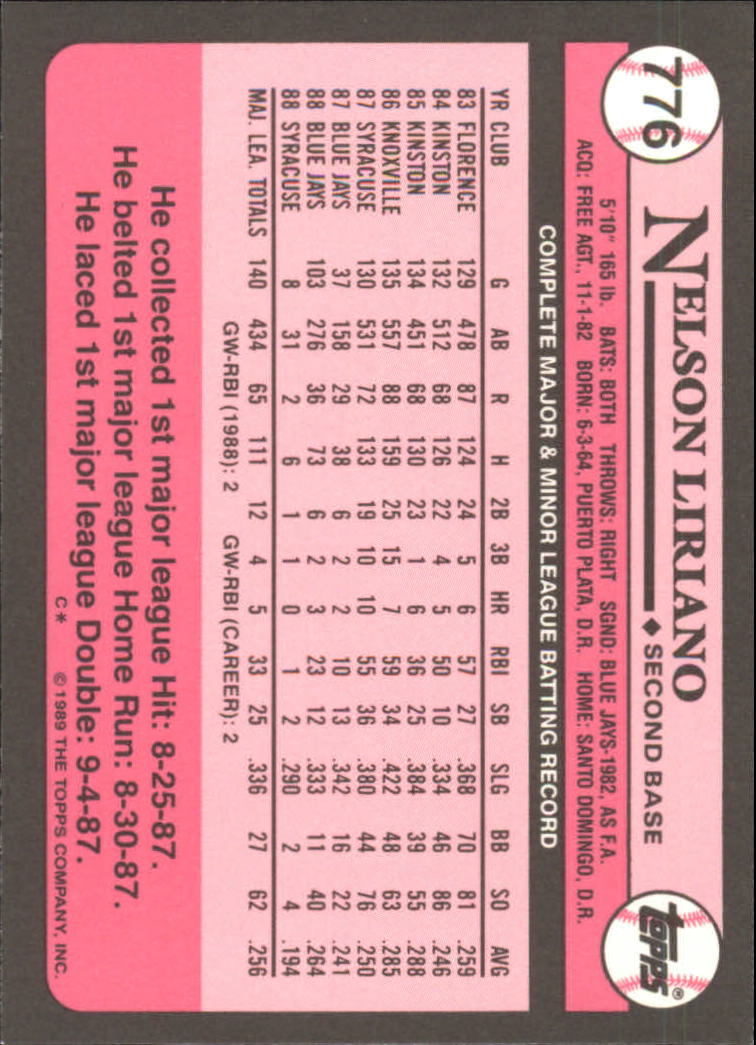 776
NELSON LIRIANO
◆ SECOND BASE
topps®
5'10" 165 lb. BATS: BOTH THROWS: RIGHT SGND: BLUE JAYS-1982, AS F.A.
ACQ: FREE AGT., 11-1-82 BORN: 6-3-64, PUERTO PLATA, D.R. HOME: SANTO DOMINGO, D.R.
COMPLETE MAJOR & MINOR LEAGUE BATTING RECORD
YR CLUB G AB R H 2B 3B HR RBI SB SLG BB SO AVG
83 FLORENCE 129 478 87 124 24 5 6 57 27 .368 70 81 .259
84 KINSTON 132 512 68 126 22 4 5 50 10 .334 46 86 .246
85 KINSTON 134 451 68 130 23 1 6 36 25 .384 39 55 .288
86 KNOXVILLE 135 557 88 159 25 15 7 59 34 .422 48 63 .285
87 SYRACUSE 130 531 72 133 19 10 10 55 36 .380 44 76 .250
87 BLUE JAYS 37 158 29 38 6 2 2 10 13 .342 16 22 .241
88 BLUE JAYS 103 276 36 73 6 2 3 23 12 .333 11 40 .264
88 SYRACUSE 8 31 2 6 1 1 0 1 2 .290 2 4 .194
MAJ. LEA. TOTALS 140 434 65 111 12 4 5 33 25 .336 27 62 .256
GW-RBI (1988): 2 GW-RBI (CAREER): 2
He collected 1st major league Hit: 8-25-87.
He belted 1st major league Home Run: 8-30-87.
He laced 1st major league Double: 9-4-87.
C* ©1989 THE TOPPS COMPANY, INC.